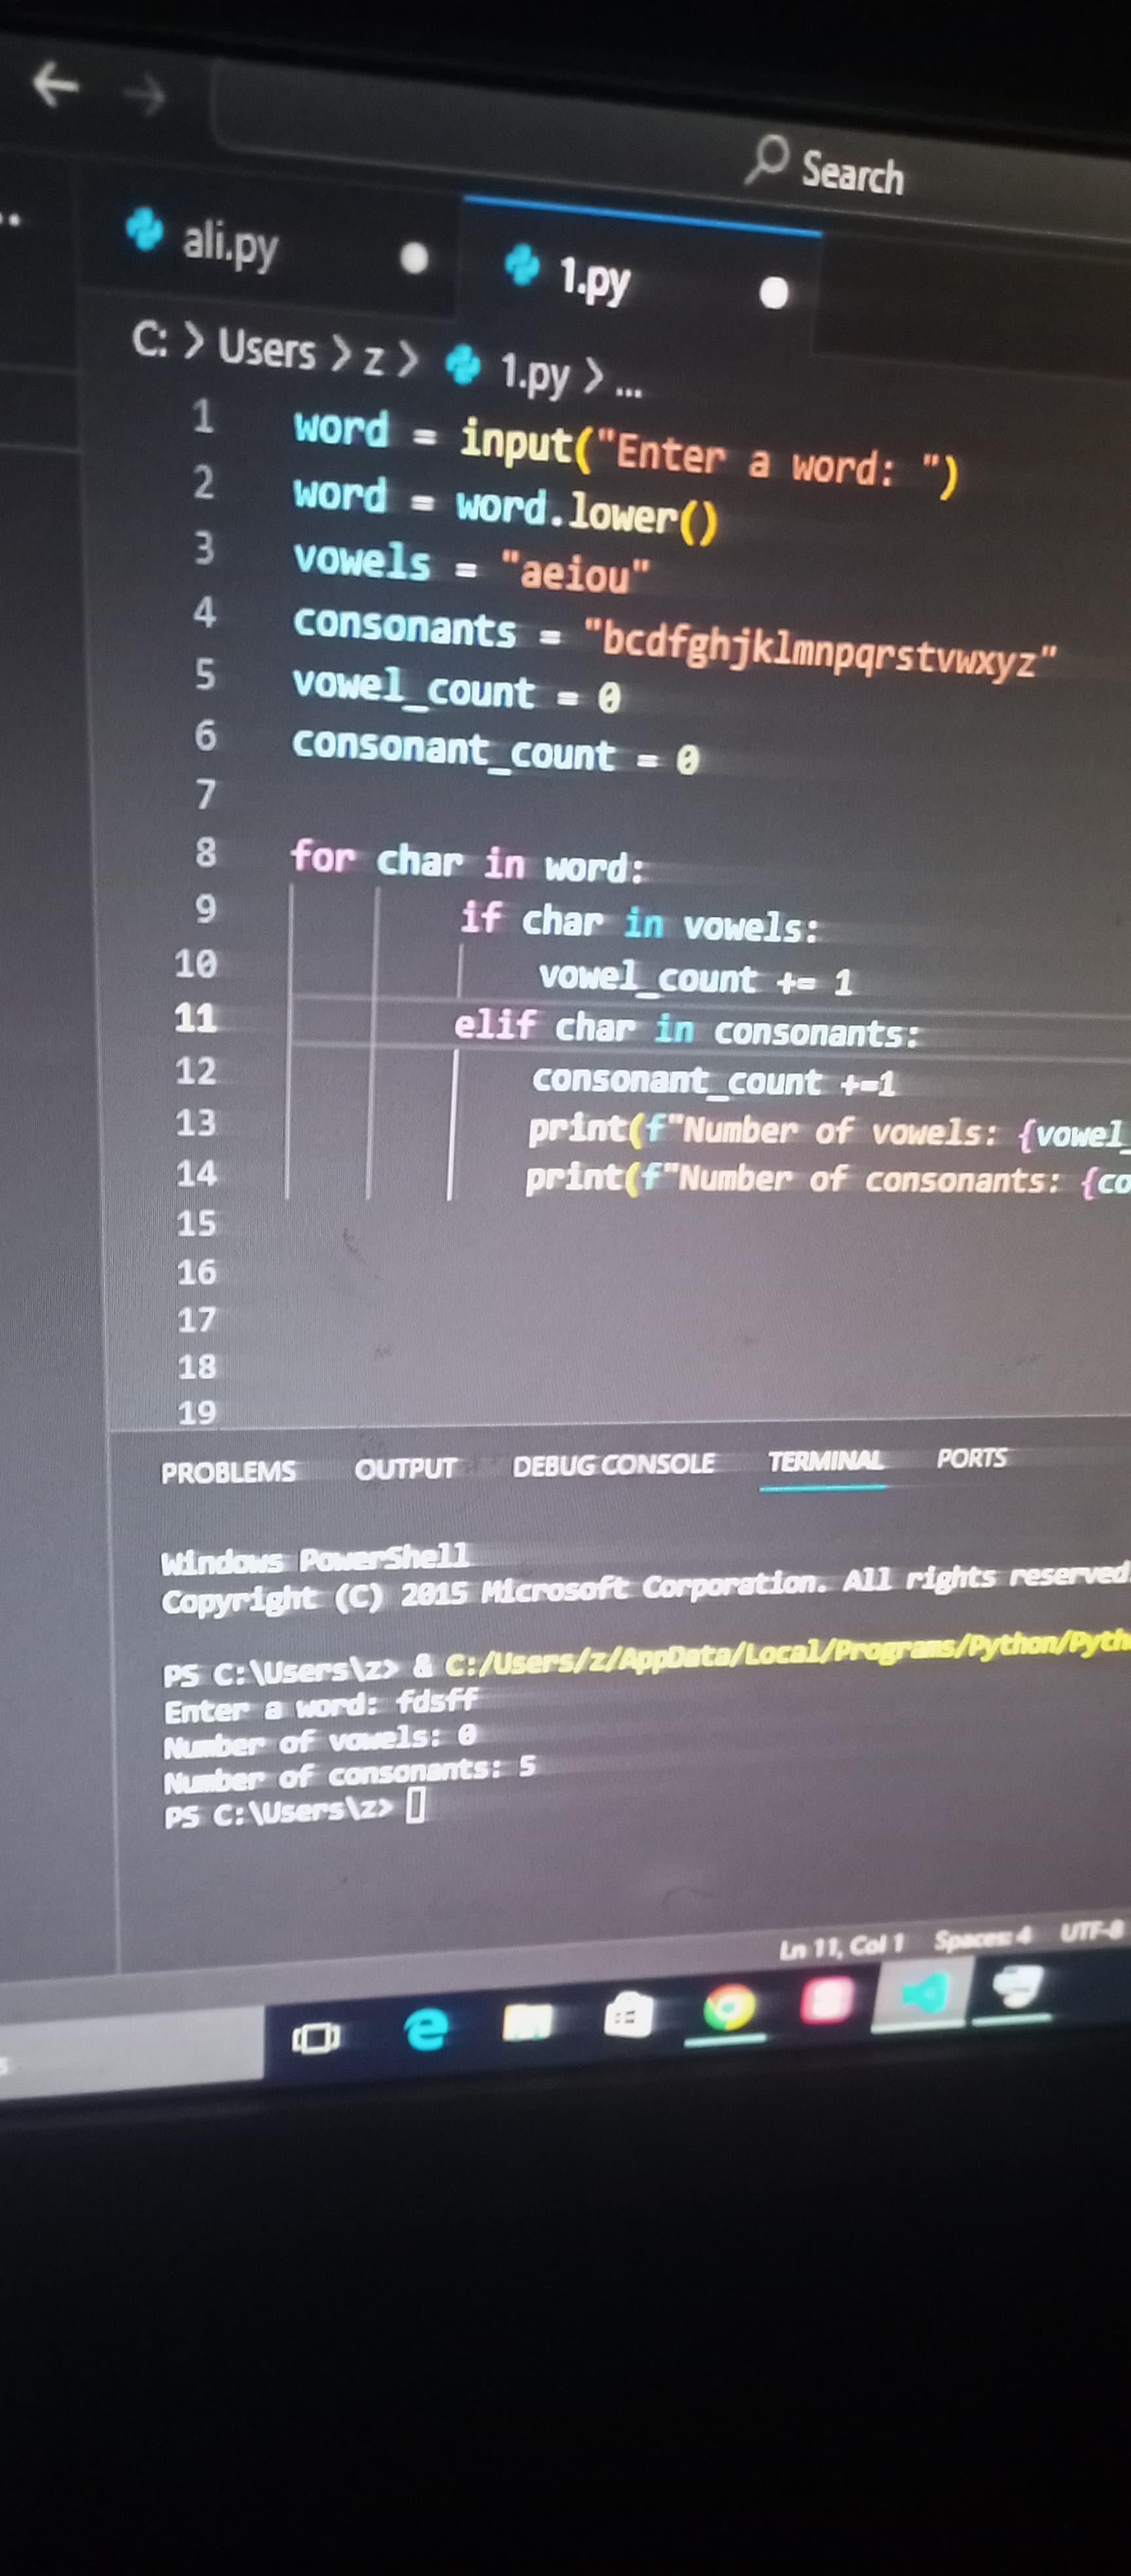 Search
ali.py
1.py
C: > Users > z > 1.py > ...
1 word = input("Enter a word: ")
2 word = word.lower()
3 vowels = "aeiou"
4 consonants = "bcdfghjklmnpqrstvwxyz"
5 vowel_count = 0
6 consonant_count = 0
7
8 for char in word:
9 if char in vowels:
10 vowel_count += 1
11 elif char in consonants:
12 consonant_count +=1
13 print(f"Number of vowels: {vowel_
14 print(f"Number of consonants: {co
15
16
17
18
19
PROBLEMS OUTPUT DEBUG CONSOLE TERMINAL PORTS
Windows PowerShell
Copyright (C) 2015 Microsoft Corporation. All rights reserved.
PS C:\Users\z> & C:/Users/z/AppData/Local/Programs/Python/Pyth
Enter a word: fdsff
Number of vowels: 0
Number of consonants: 5
PS C:\Users\z>
Ln 11, Col 1 Spaces: 4 UTF-8